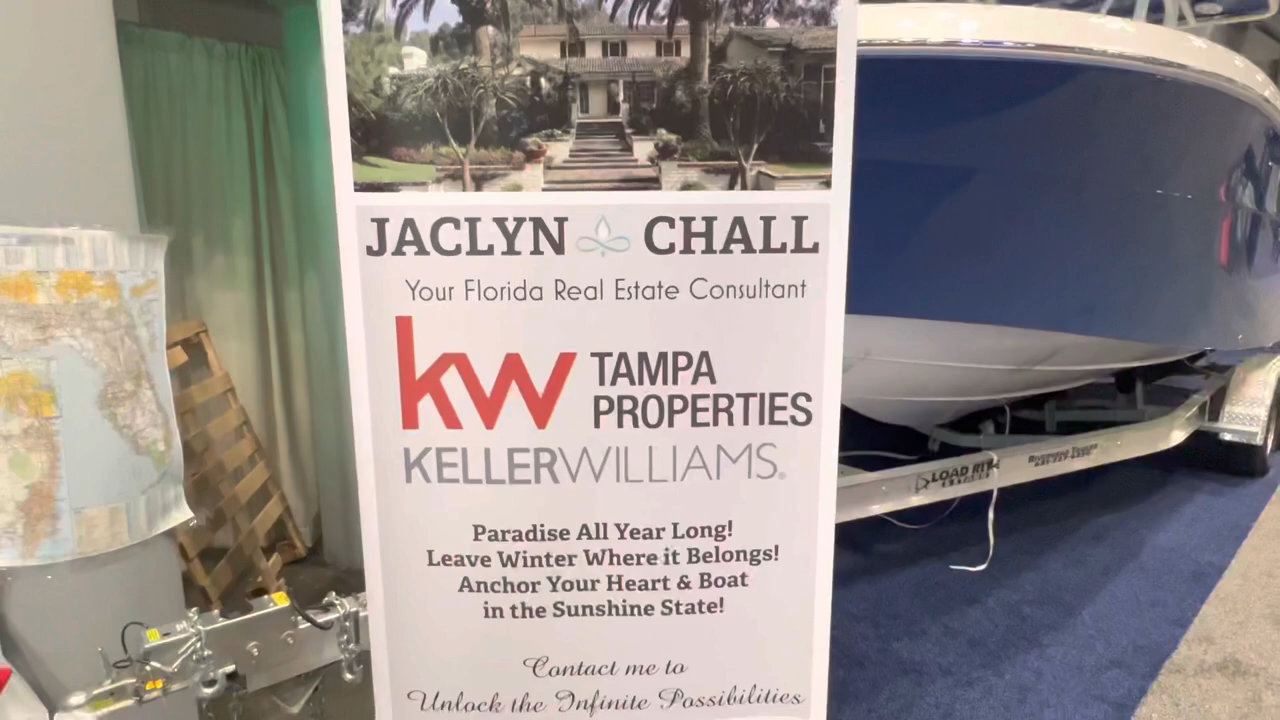 JACLYN CHALL
Your Florida Real Estate Consultant
kw TAMPA
PROPERTIES
KELLERWILLIAMS.
Paradise All Year Long!
Leave Winter Where it Belongs!
Anchor Your Heart & Boat
in the Sunshine State!
Contact me to
Unlock the Infinite Possibilities
LOAD